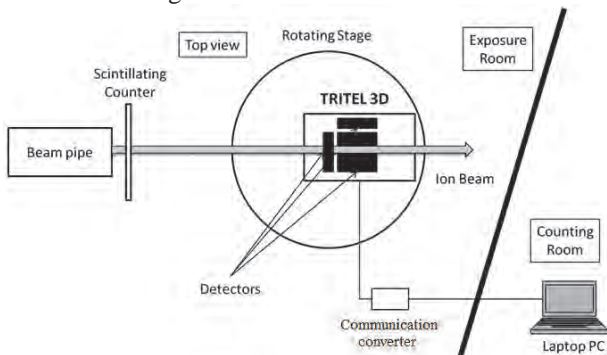 Top view
Rotating Stage
Exposure
Room
Scintillating
Counter
TRITEL 3D
Beam pipe
Ion Beam
Counting
Room
Detectors
Communication
converter
Laptop PC